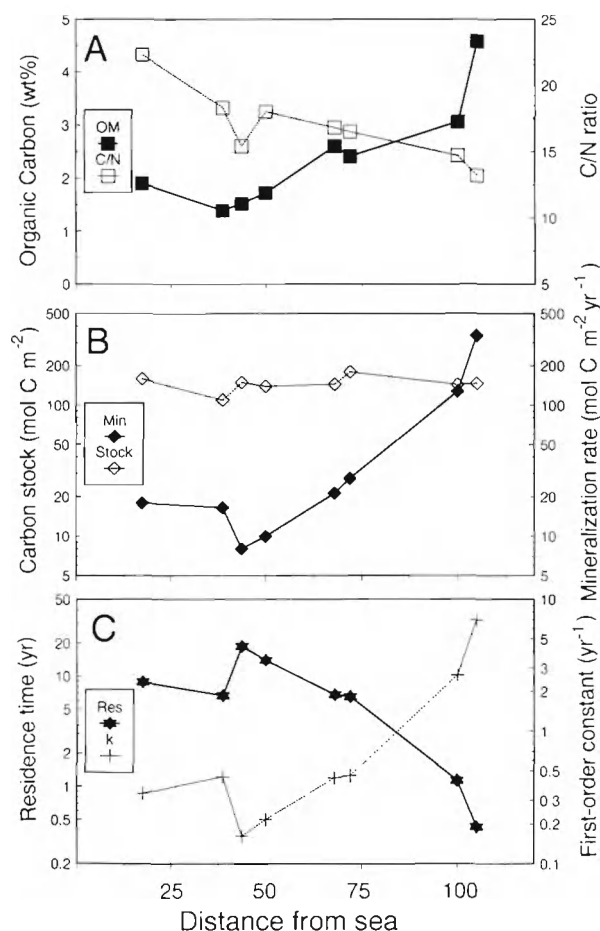 A
Organic Carbon (wt%)
5
4
3
2
1
0
OM
C/N
25
20
15
10
5
C/N ratio
B
Carbon stock (mol C m-2)
500
200
100
50
20
10
5
Min
Stock
500
200
100
50
20
10
5
Mineralization rate (mol C m-2 yr-1)
C
Residence time (yr)
50
20
10
5
2
1
0.5
0.2
Res
k
10
5
3
2
1
0.5
0.3
0.2
0.1
First-order constant (yr-1)
25
50
75
100
Distance from sea